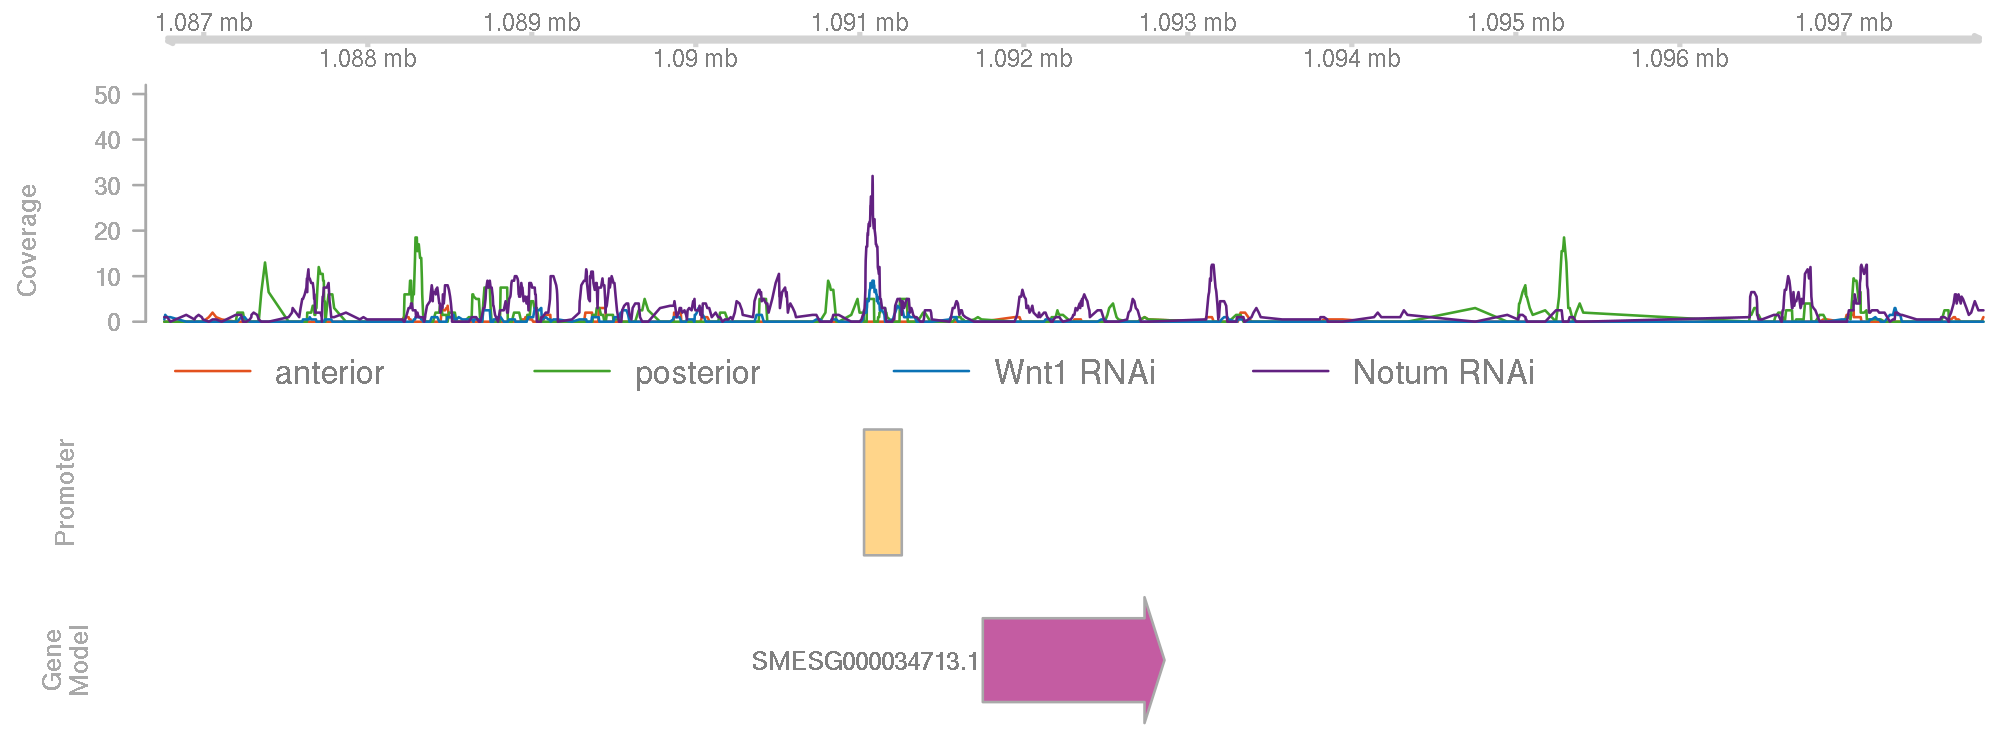 1.087 mb 1.089 mb 1.091 mb 1.093 mb 1.095 mb 1.097 mb
1.088 mb 1.09 mb 1.092 mb 1.094 mb 1.096 mb
50
40
30
20
10
0
Coverage
anterior posterior Wnt1 RNAi Notum RNAi
Promoter
Gene
Model
SMESG000034713.1